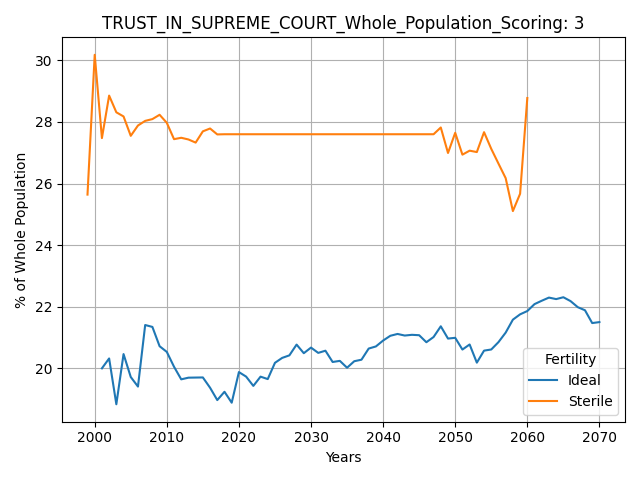 TRUST_IN_SUPREME_COURT_Whole_Population_Scoring: 3
% of Whole Population
30
28
26
24
22
20
2000 2010 2020 2030 2040 2050 2060 2070
Years
Fertility
Ideal
Sterile